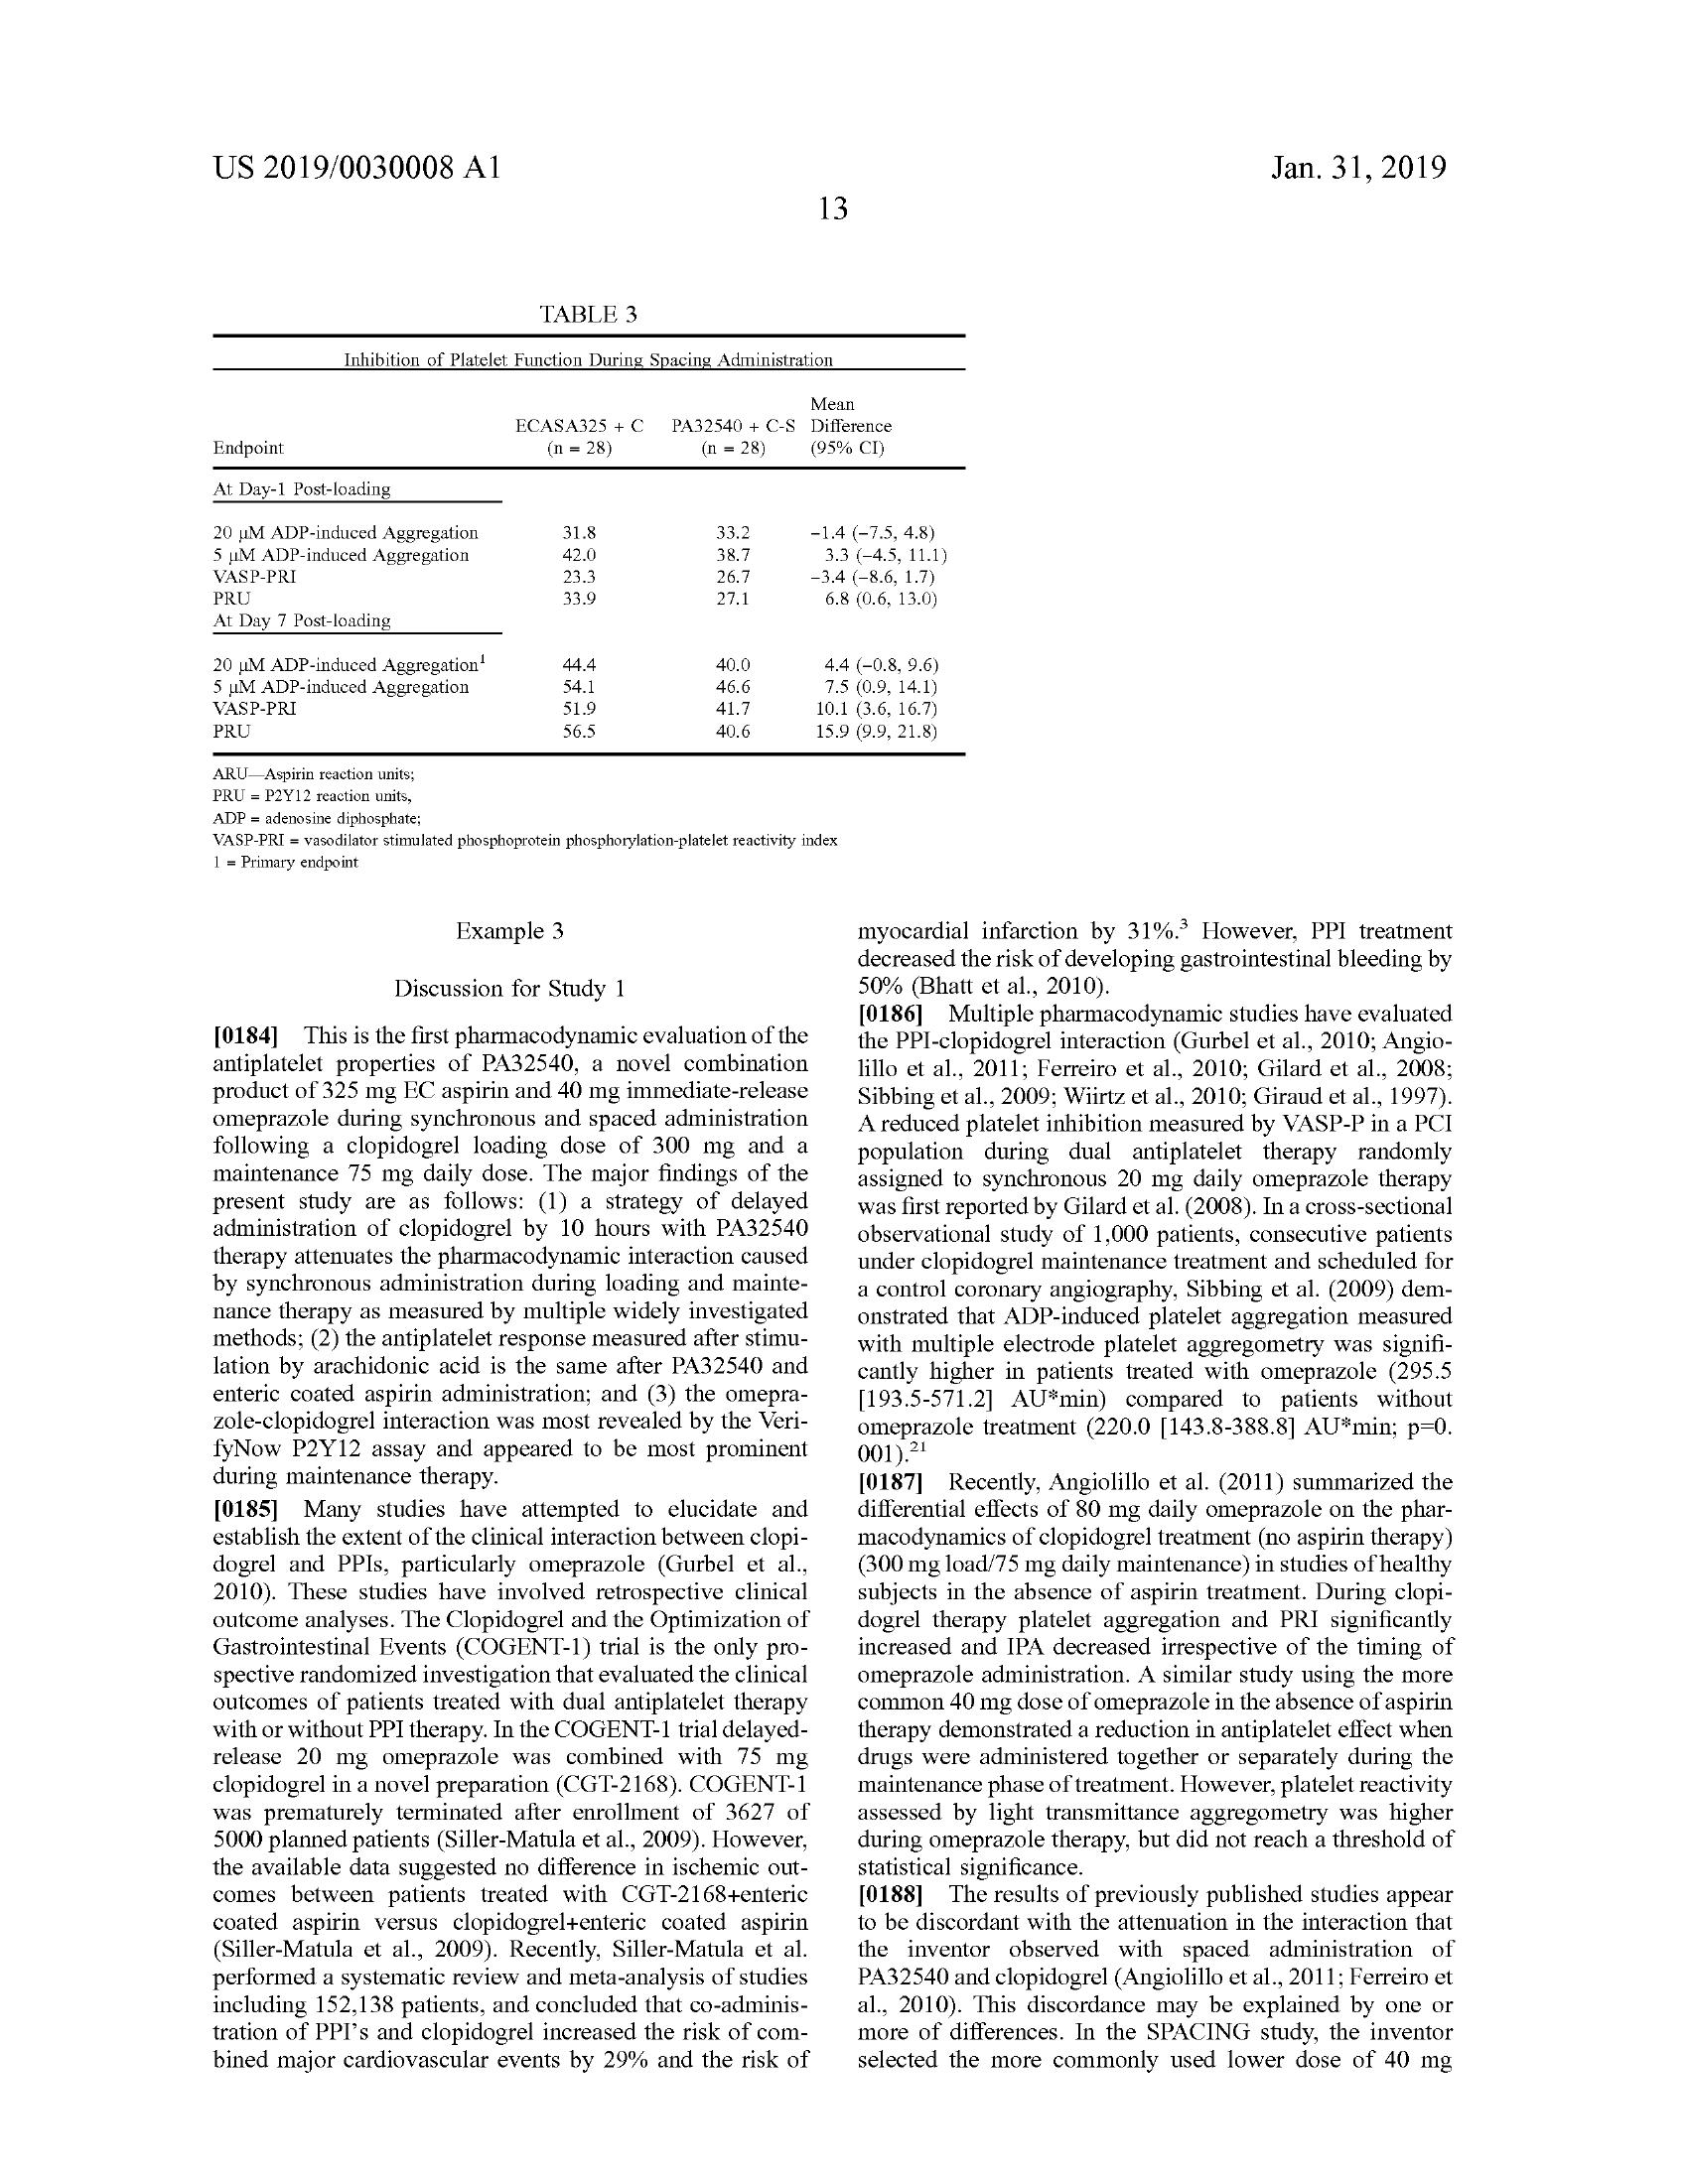 US 2019/0030008 A1
Jan. 31, 2019
13
TABLE 3
Inhibition of Platelet Function During Spacing Administration
Mean
ECASA325 + C PA32540 + C-S Difference
Endpoint (n = 28) (n = 28) (95% CI)
At Day-1 Post-loading
20 µM ADP-induced Aggregation 31.8 33.2 −1.4 (−7.5, 4.8)
5 µM ADP-induced Aggregation 42.0 38.7 3.3 (−4.5, 11.1)
VASP-PRI 23.3 26.7 −3.4 (−8.6, 1.7)
PRU 33.9 27.1 6.8 (0.6, 13.0)
At Day 7 Post-loading
20 µM ADP-induced Aggregation¹ 44.4 40.0 4.4 (−0.8, 9.6)
5 µM ADP-induced Aggregation 54.1 46.6 7.5 (0.9, 14.1)
VASP-PRI 51.9 41.7 10.1 (3.6, 16.7)
PRU 56.5 40.6 15.9 (9.9, 21.8)
ARU—Aspirin reaction units;
PRU = P2Y12 reaction units,
ADP = adenosine diphosphate;
VASP-PRI = vasodilator stimulated phosphoprotein phosphorylation-platelet reactivity index
1 = Primary endpoint
Example 3
Discussion for Study 1
[0184] This is the first pharmacodynamic evaluation of the
antiplatelet properties of PA32540, a novel combination
product of 325 mg EC aspirin and 40 mg immediate-release
omeprazole during synchronous and spaced administration
following a clopidogrel loading dose of 300 mg and a
maintenance 75 mg daily dose. The major findings of the
present study are as follows: (1) a strategy of delayed
administration of clopidogrel by 10 hours with PA32540
therapy attenuates the pharmacodynamic interaction caused
by synchronous administration during loading and mainte-
nance therapy as measured by multiple widely investigated
methods; (2) the antiplatelet response measured after stimu-
lation by arachidonic acid is the same after PA32540 and
enteric coated aspirin administration; and (3) the omepra-
zole-clopidogrel interaction was most revealed by the Veri-
fyNow P2Y12 assay and appeared to be most prominent
during maintenance therapy.
[0185] Many studies have attempted to elucidate and
establish the extent of the clinical interaction between clopi-
dogrel and PPIs, particularly omeprazole (Gurbel et al.,
2010). These studies have involved retrospective clinical
outcome analyses. The Clopidogrel and the Optimization of
Gastrointestinal Events (COGENT-1) trial is the only pro-
spective randomized investigation that evaluated the clinical
outcomes of patients treated with dual antiplatelet therapy
with or without PPI therapy. In the COGENT-1 trial delayed-
release 20 mg omeprazole was combined with 75 mg
clopidogrel in a novel preparation (CGT-2168). COGENT-1
was prematurely terminated after enrollment of 3627 of
5000 planned patients (Siller-Matula et al., 2009). However,
the available data suggested no difference in ischemic out-
comes between patients treated with CGT-2168+enteric
coated aspirin versus clopidogrel+enteric coated aspirin
(Siller-Matula et al., 2009). Recently, Siller-Matula et al.
performed a systematic review and meta-analysis of studies
including 152,138 patients, and concluded that co-adminis-
tration of PPI's and clopidogrel increased the risk of com-
bined major cardiovascular events by 29% and the risk of
myocardial infarction by 31%.³ However, PPI treatment
decreased the risk of developing gastrointestinal bleeding by
50% (Bhatt et al., 2010).
[0186] Multiple pharmacodynamic studies have evaluated
the PPI-clopidogrel interaction (Gurbel et al., 2010; Angio-
lillo et al., 2011; Ferreiro et al., 2010; Gilard et al., 2008;
Sibbing et al., 2009; Wiirtz et al., 2010; Giraud et al., 1997).
A reduced platelet inhibition measured by VASP-P in a PCI
population during dual antiplatelet therapy randomly
assigned to synchronous 20 mg daily omeprazole therapy
was first reported by Gilard et al. (2008). In a cross-sectional
observational study of 1,000 patients, consecutive patients
under clopidogrel maintenance treatment and scheduled for
a control coronary angiography, Sibbing et al. (2009) dem-
onstrated that ADP-induced platelet aggregation measured
with multiple electrode platelet aggregometry was signifi-
cantly higher in patients treated with omeprazole (295.5
[193.5-571.2] AU*min) compared to patients without
omeprazole treatment (220.0 [143.8-388.8] AU*min; p=0.
001).²¹
[0187] Recently, Angiolillo et al. (2011) summarized the
differential effects of 80 mg daily omeprazole on the phar-
macodynamics of clopidogrel treatment (no aspirin therapy)
(300 mg load/75 mg daily maintenance) in studies of healthy
subjects in the absence of aspirin treatment. During clopi-
dogrel therapy platelet aggregation and PRI significantly
increased and IPA decreased irrespective of the timing of
omeprazole administration. A similar study using the more
common 40 mg dose of omeprazole in the absence of aspirin
therapy demonstrated a reduction in antiplatelet effect when
drugs were administered together or separately during the
maintenance phase of treatment. However, platelet reactivity
assessed by light transmittance aggregometry was higher
during omeprazole therapy, but did not reach a threshold of
statistical significance.
[0188] The results of previously published studies appear
to be discordant with the attenuation in the interaction that
the inventor observed with spaced administration of
PA32540 and clopidogrel (Angiolillo et al., 2011; Ferreiro et
al., 2010). This discordance may be explained by one or
more of differences. In the SPACING study, the inventor
selected the more commonly used lower dose of 40 mg